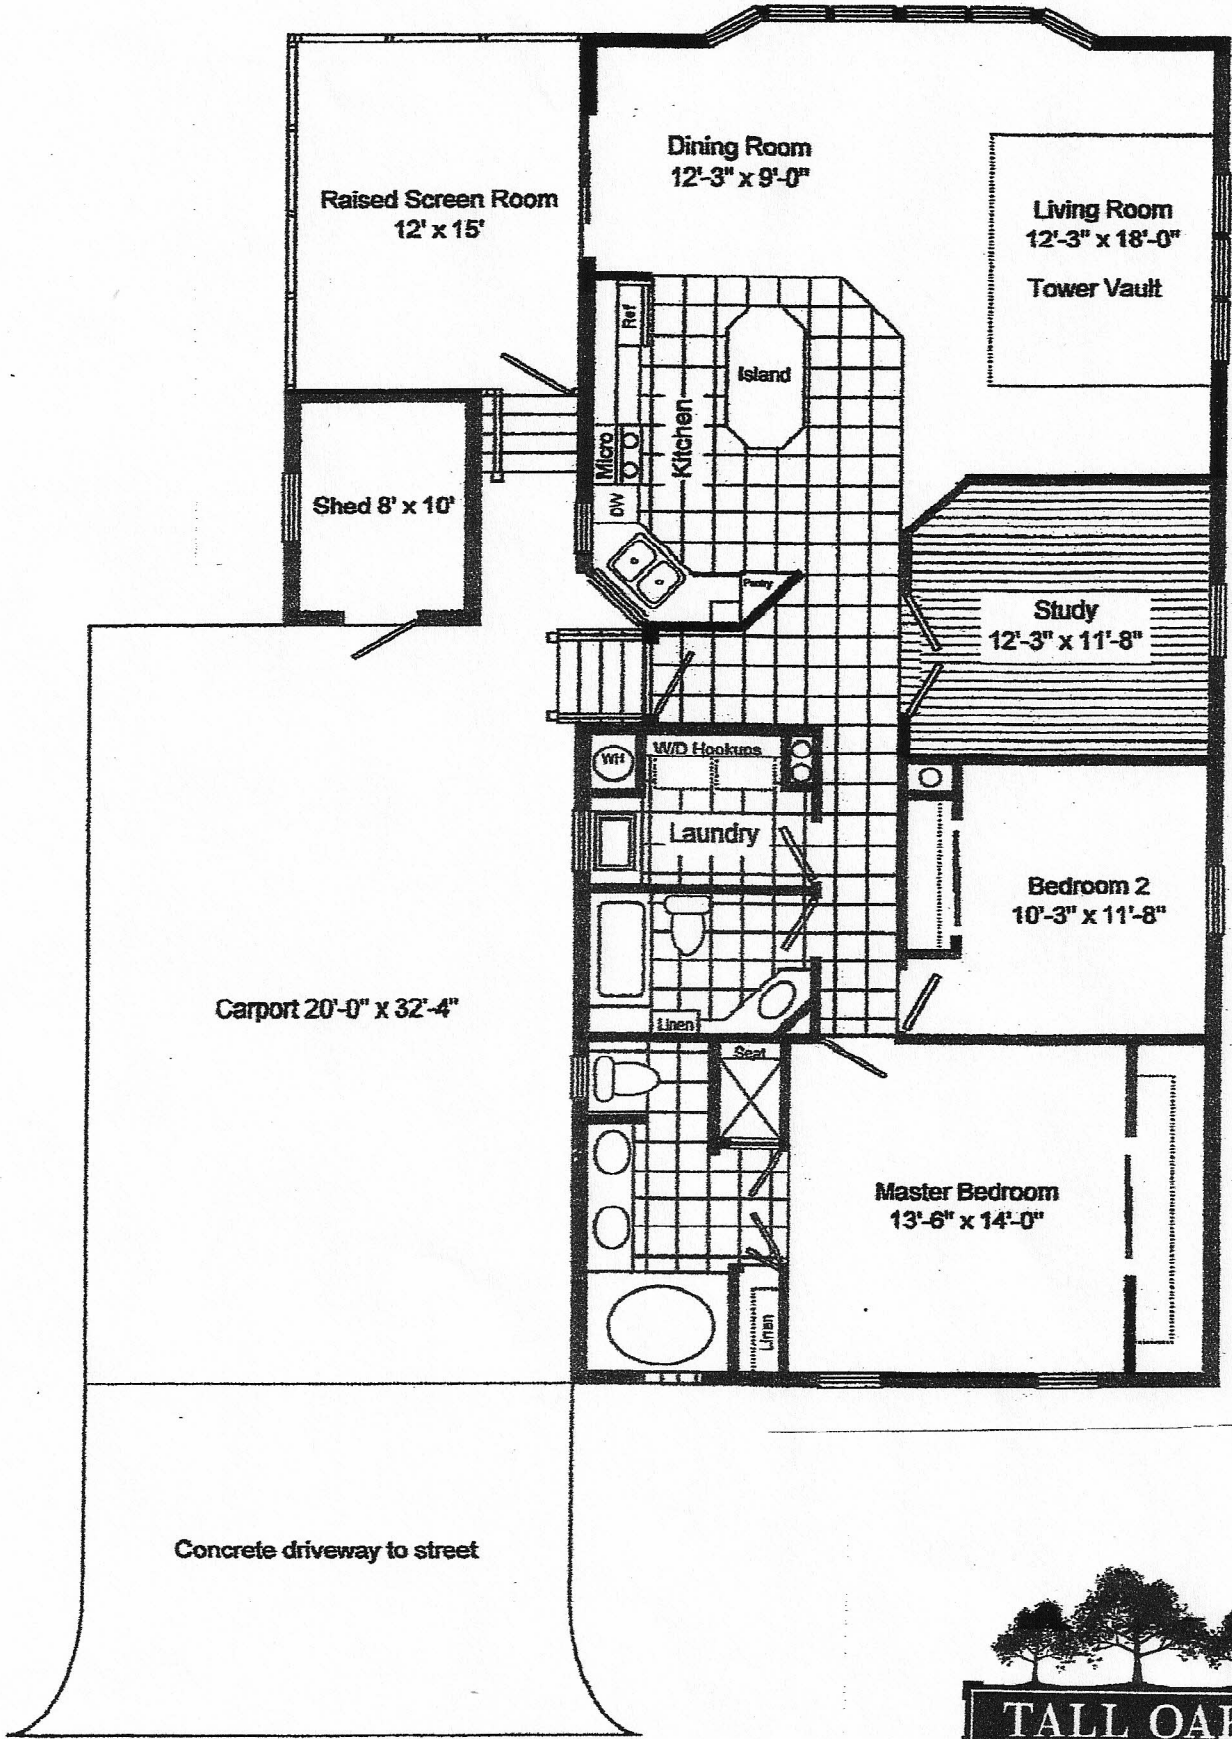 Dining Room
12'-3" x 9'-0"
Raised Screen Room
12' x 15'
Living Room
12'-3" x 18'-0"
Tower Vault
Ref
Island
Kitchen
Micro
DW
Shed 8' x 10'
Pantry
Study
12'-3" x 11'-8"
WH
W/D Hookups
Laundry
Bedroom 2
10'-3" x 11'-8"
Carport 20'-0" x 32'-4"
Linen
Seat
Master Bedroom
13'-6" x 14'-0"
Linen
Concrete driveway to street
TALL OA